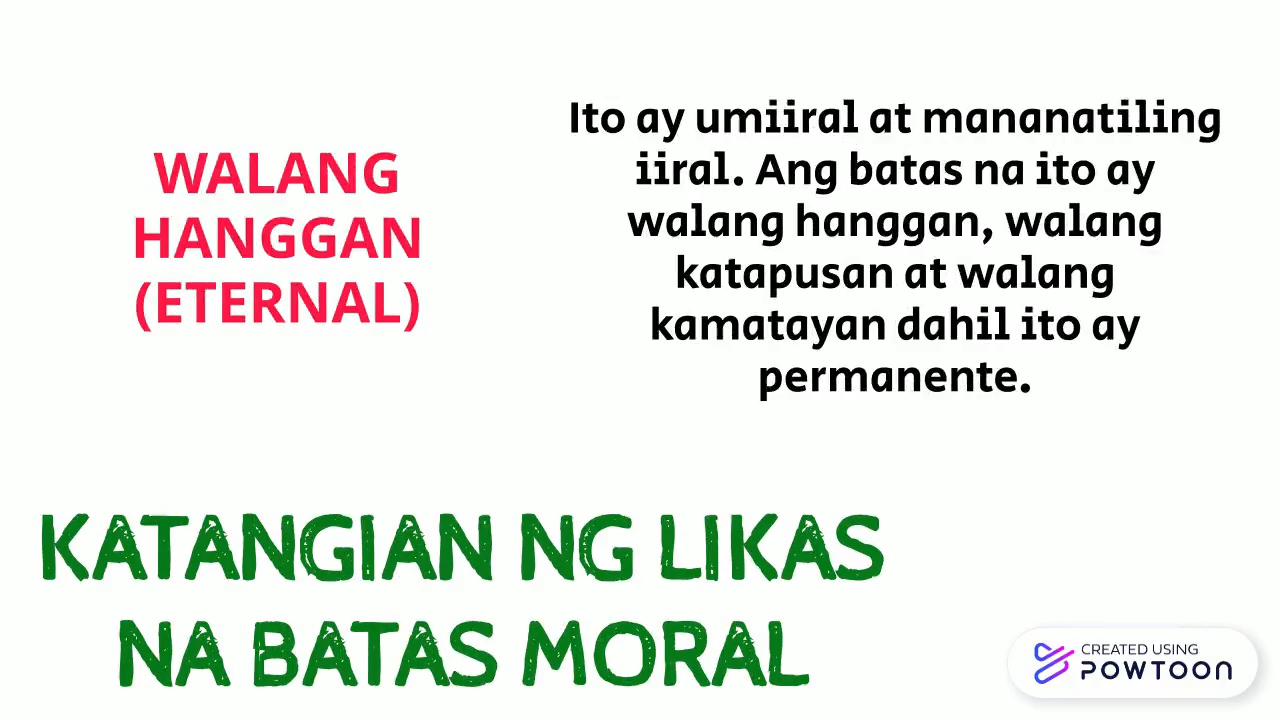 WALANG
HANGGAN
(ETERNAL)
Ito ay umiiral at mananatiling
iiral. Ang batas na ito ay
walang hanggan, walang
katapusan at walang
kamatayan dahil ito ay
permanente.
KATANGIAN NG LIKAS
NA BATAS MORAL
CREATED USING
POWTOON